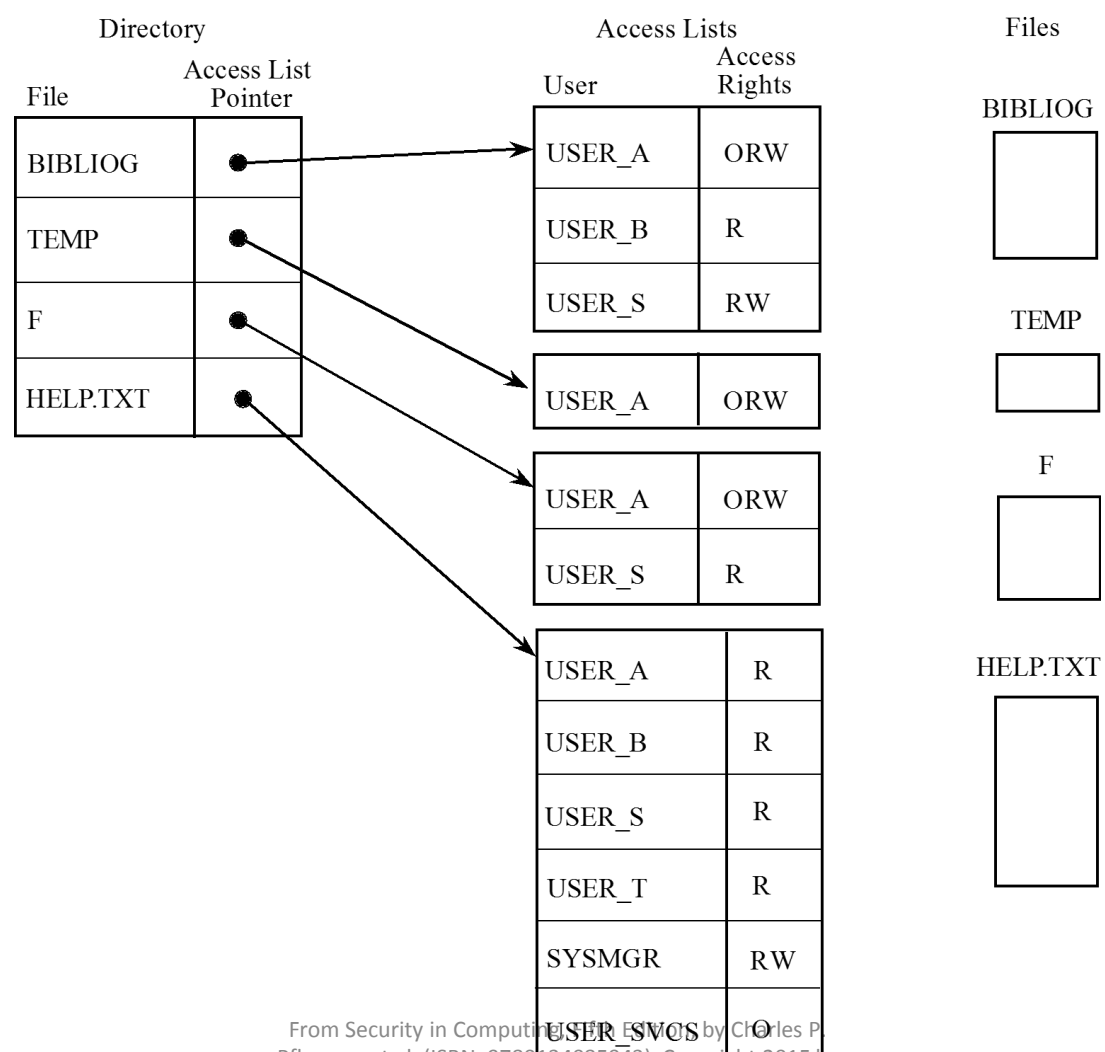 Directory
Access Lists
Files
File
Access List
Pointer
User
Access
Rights
BIBLIOG
TEMP
F
HELP.TXT
USER_A ORW
USER_B R
USER_S RW
USER_A ORW
USER_A ORW
USER_S R
USER_A R
USER_B R
USER_S R
USER_T R
SYSMGR RW
USER_SVCS O
BIBLIOG
TEMP
F
HELP.TXT
From Security in Computing, Fifth Edition, by Charles P.